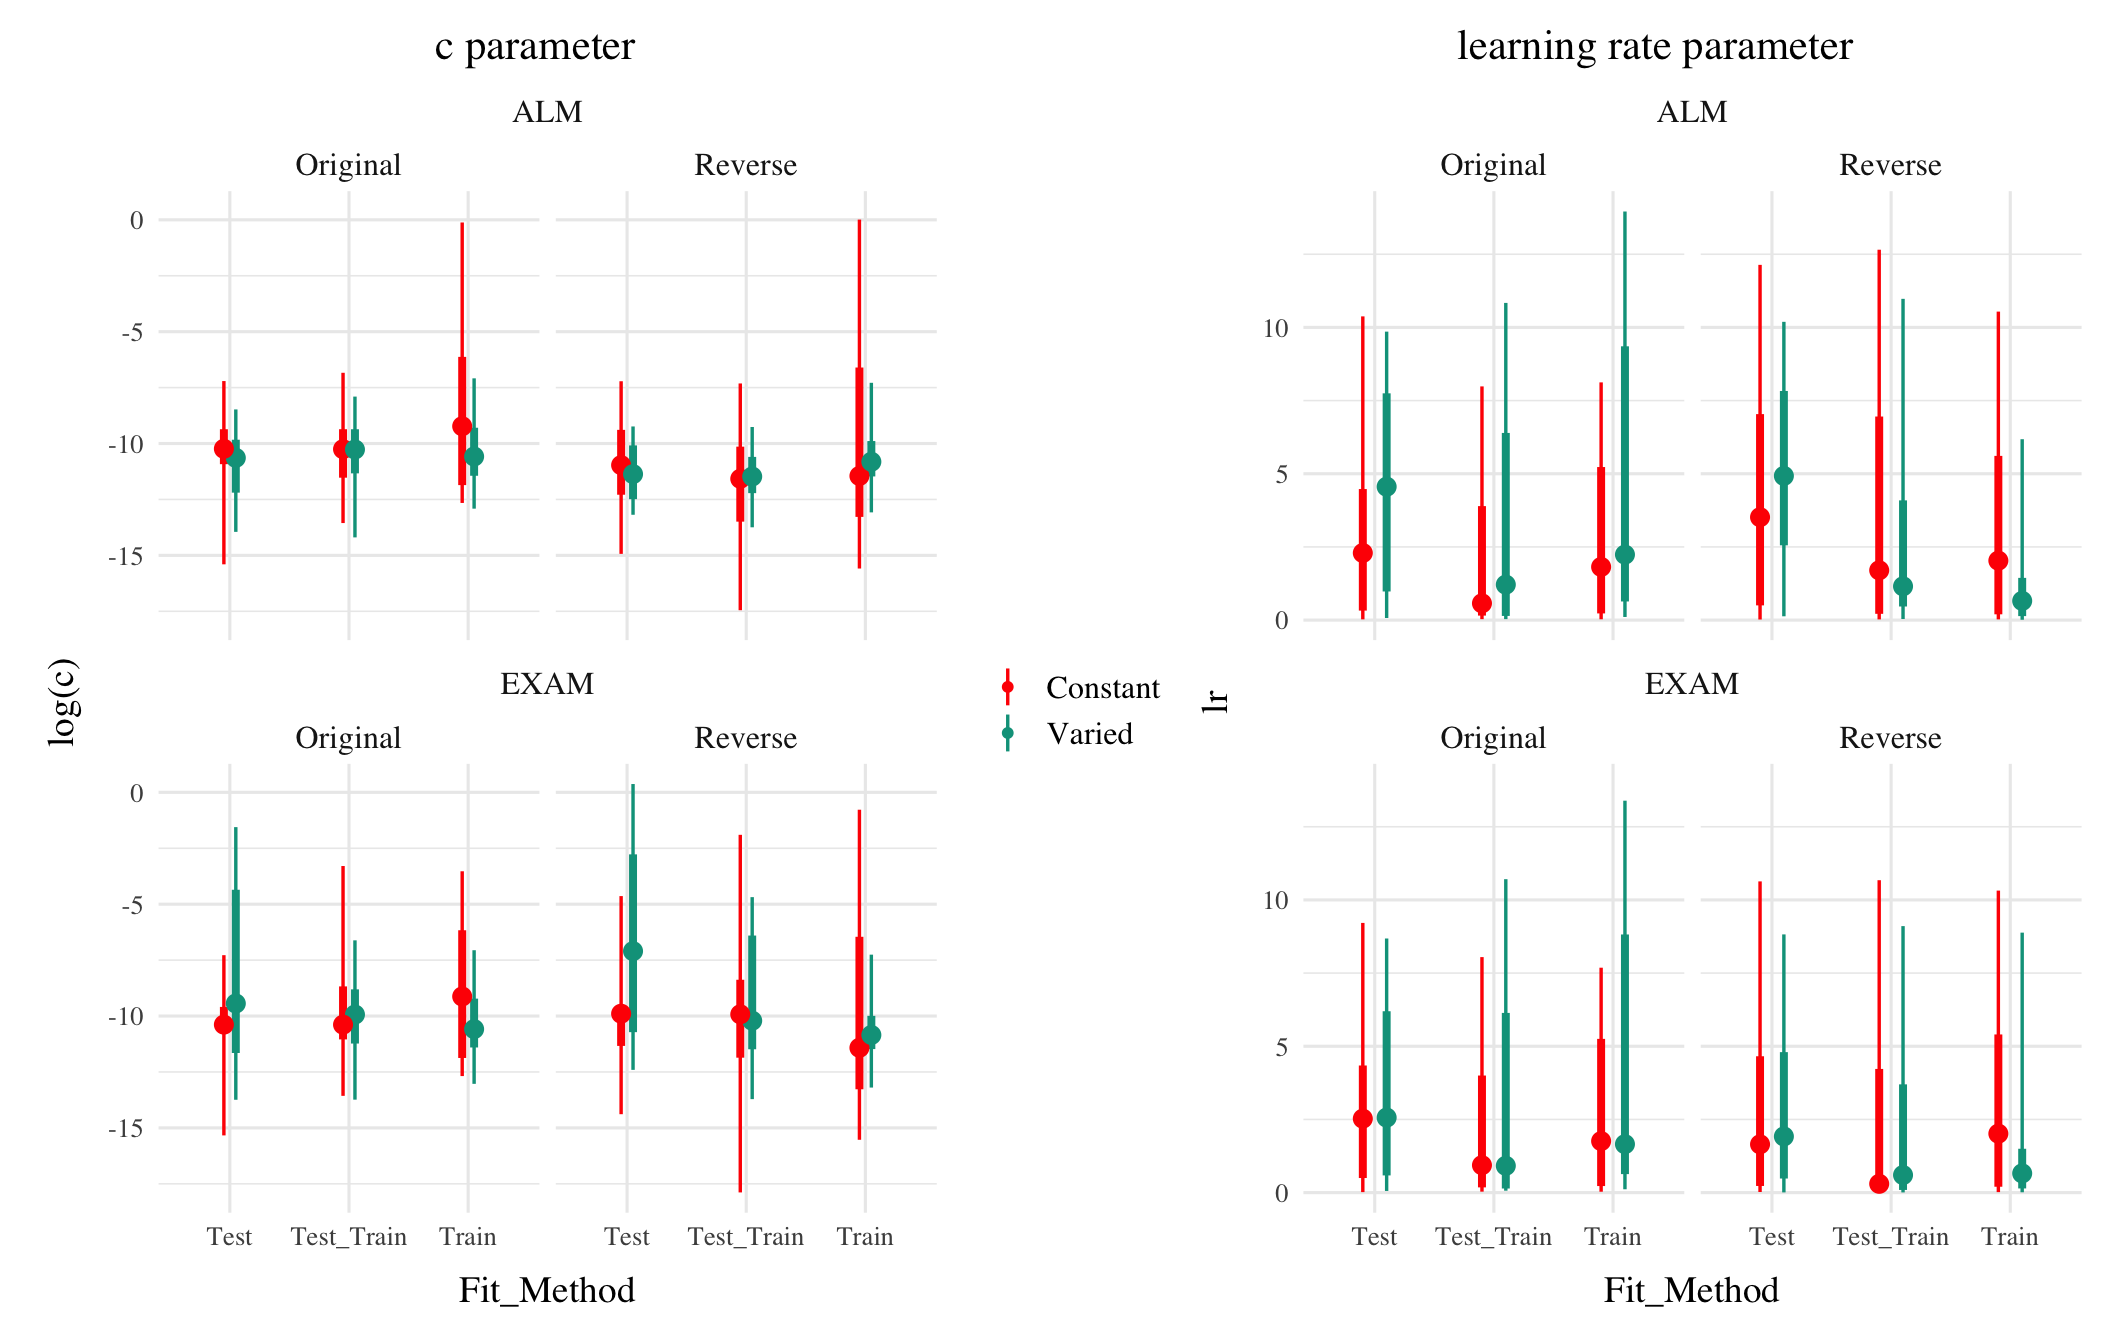 c parameter
ALM
Original Reverse
0
-5
-10
-15
log(c)
EXAM
Original Reverse
0
-5
-10
-15
Test Test_Train Train Test Test_Train Train
Fit_Method
Constant
Varied
learning rate parameter
ALM
Original Reverse
10
5
0
lr
EXAM
Original Reverse
10
5
0
Test Test_Train Train Test Test_Train Train
Fit_Method